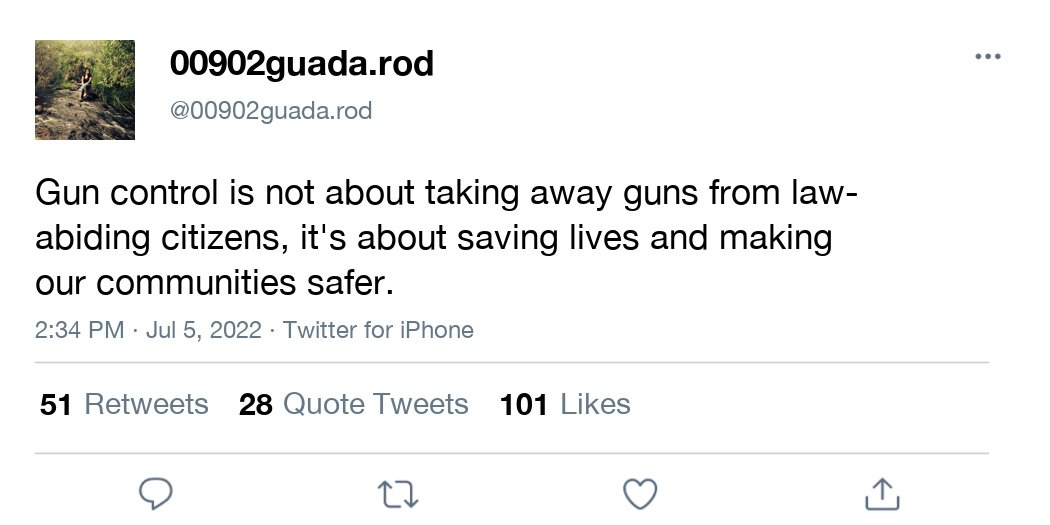 00902guada.rod
@00902guada.rod
Gun control is not about taking away guns from law-
abiding citizens, it's about saving lives and making
our communities safer.
2:34 PM · Jul 5, 2022 · Twitter for iPhone
51 Retweets 28 Quote Tweets 101 Likes